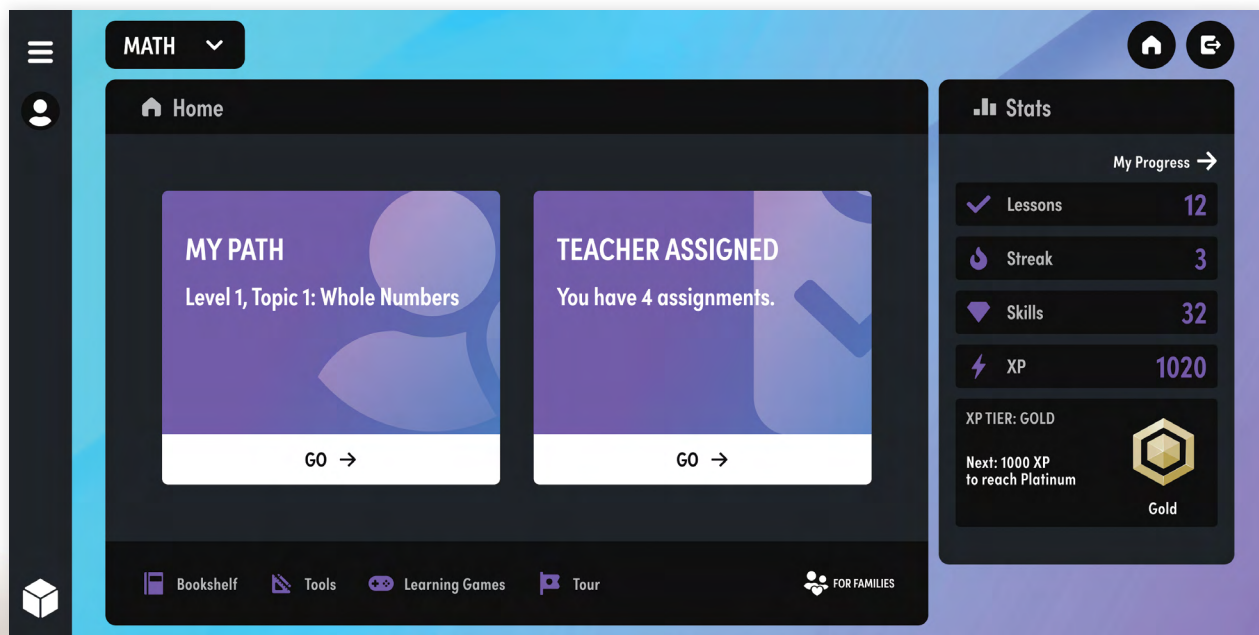 MATH
Home
MY PATH
Level 1, Topic 1: Whole Numbers
GO →
TEACHER ASSIGNED
You have 4 assignments.
GO →
Bookshelf
Tools
Learning Games
Tour
FOR FAMILIES
Stats
My Progress →
Lessons 12
Streak 3
Skills 32
XP 1020
XP TIER: GOLD
Next: 1000 XP
to reach Platinum
Gold